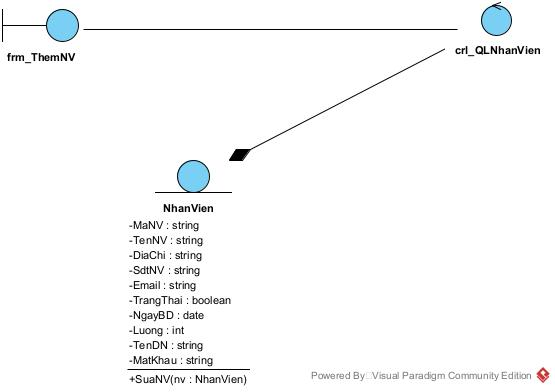 frm_ThemNV
crl_QLNhanVien
NhanVien
-MaNV : string
-TenNV : string
-DiaChi : string
-SdtNV : string
-Email : string
-TrangThai : boolean
-NgayBD : date
-Luong : int
-TenDN : string
-MatKhau : string
+SuaNV(nv : NhanVien)
Powered By Visual Paradigm Community Edition